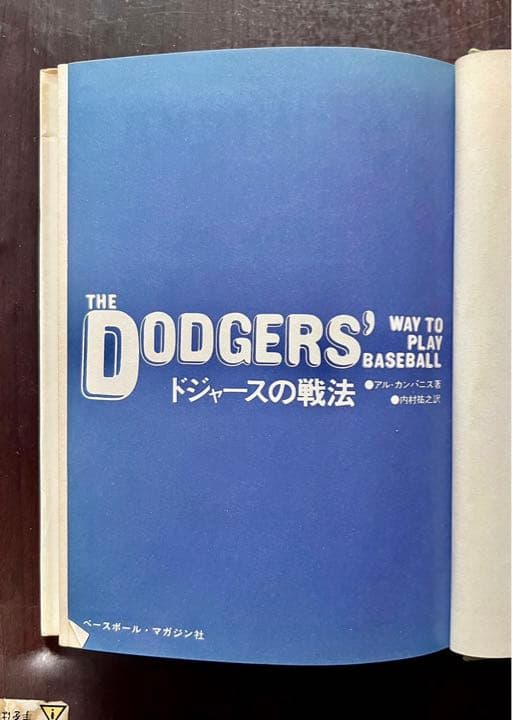 THE
DODGERS'
WAY TO
PLAY
BASEBALL
ドジャースの戦法
●アル・カンパニス著
●内村祐之訳
ベースボール・マガジン社